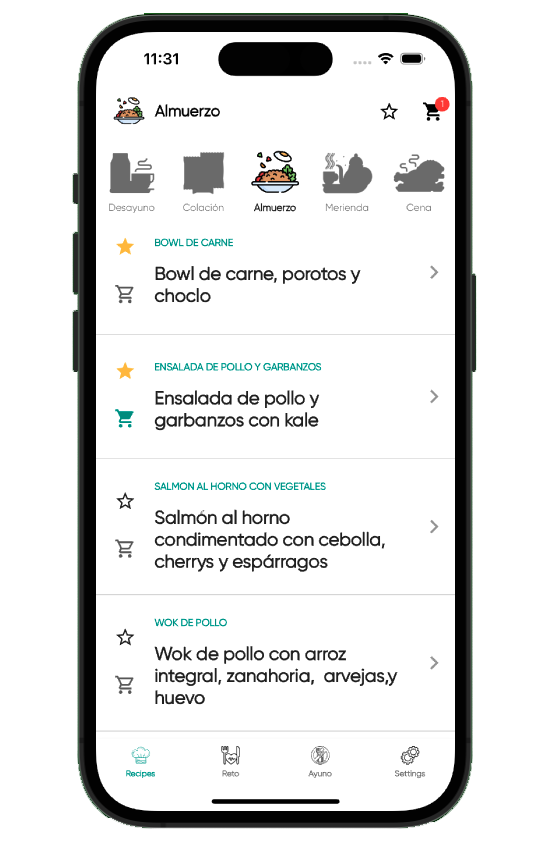 11:31
Almuerzo
1
Desayuno
Colación
Almuerzo
Merienda
Cena
BOWL DE CARNE
Bowl de carne, porotos y
choclo
ENSALADA DE POLLO Y GARBANZOS
Ensalada de pollo y
garbanzos con kale
SALMON AL HORNO CON VEGETALES
Salmón al horno
condimentado con cebolla,
cherrys y espárragos
WOK DE POLLO
Wok de pollo con arroz
integral, zanahoria,  arvejas,y
huevo
Recipes
Reto
Ayuno
Settings